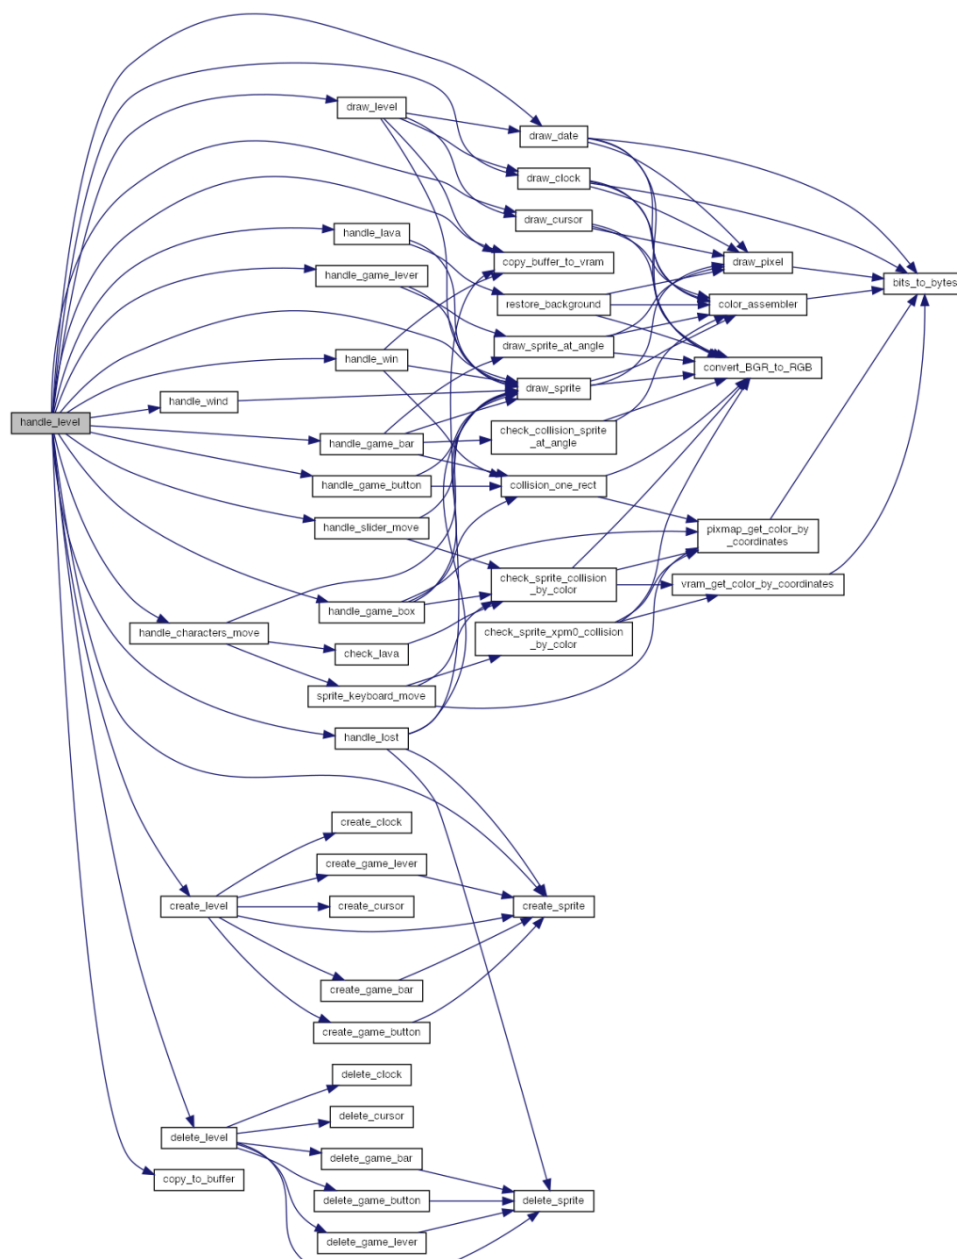 draw_level
draw_date
draw_clock
draw_cursor
handle_lava
draw_pixel
copy_buffer_to_vram
handle_game_lever
bits_to_bytes
restore_background
color_assembler
draw_sprite_at_angle
handle_win
convert_BGR_to_RGB
draw_sprite
handle_wind
handle_level
check_collision_sprite
_at_angle
handle_game_bar
handle_game_button
collision_one_rect
handle_slider_move
pixmap_get_color_by
_coordinates
check_sprite_collision
_by_color
vram_get_color_by_coordinates
handle_game_box
handle_characters_move
check_sprite_xpm0_collision
_by_color
check_lava
sprite_keyboard_move
handle_lost
create_clock
create_game_lever
create_level
create_cursor
create_sprite
create_game_bar
create_game_button
delete_clock
delete_cursor
delete_level
delete_game_bar
copy_to_buffer
delete_game_button
delete_sprite
delete_game_lever